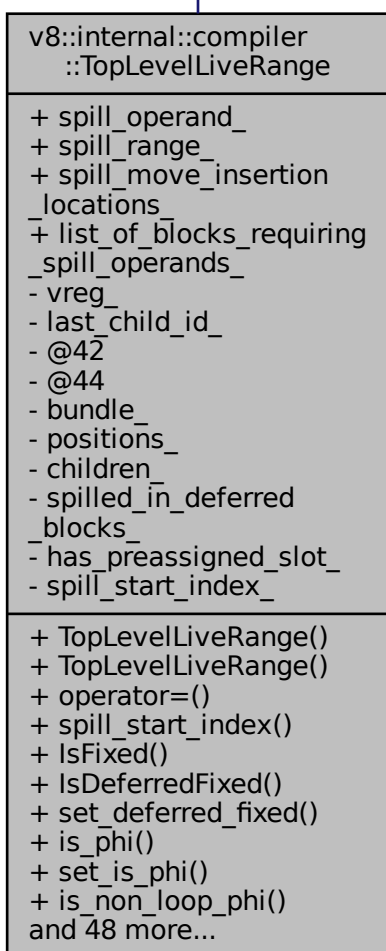 v8::internal::compiler
::TopLevelLiveRange
+ spill_operand_
+ spill_range_
+ spill_move_insertion
_locations_
+ list_of_blocks_requiring
_spill_operands_
- vreg_
- last_child_id_
- @42
- @44
- bundle_
- positions_
- children_
- spilled_in_deferred
_blocks_
- has_preassigned_slot_
- spill_start_index_
+ TopLevelLiveRange()
+ TopLevelLiveRange()
+ operator=()
+ spill_start_index()
+ IsFixed()
+ IsDeferredFixed()
+ set_deferred_fixed()
+ is_phi()
+ set_is_phi()
+ is_non_loop_phi()
and 48 more...